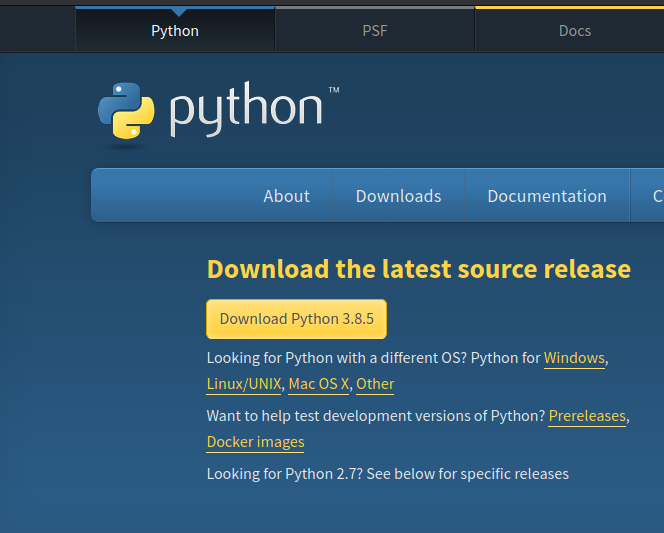 Python PSF Docs
python™
About Downloads Documentation C
Download the latest source release
Download Python 3.8.5
Looking for Python with a different OS? Python for Windows,
Linux/UNIX, Mac OS X, Other
Want to help test development versions of Python? Prereleases,
Docker images
Looking for Python 2.7? See below for specific releases